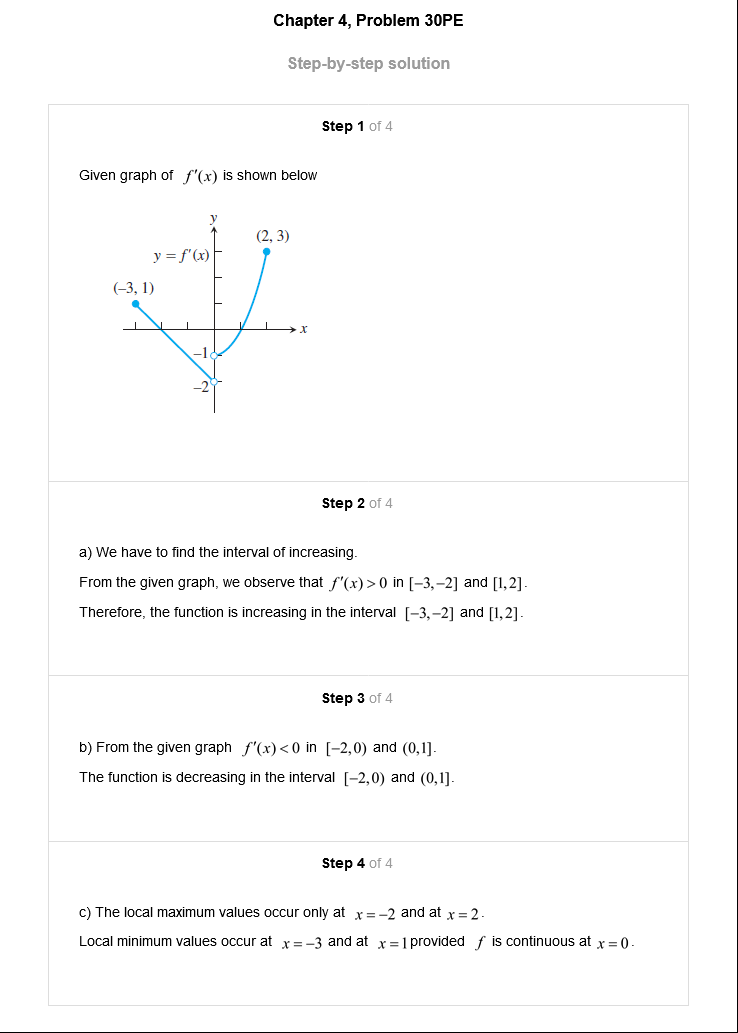 Chapter 4, Problem 30PE
Step-by-step solution
Step 1 of 4
Given graph of f′(x) is shown below
y
(2, 3)
y = f′(x)
(–3, 1)
x
–1
–2
Step 2 of 4
a) We have to find the interval of increasing.
From the given graph, we observe that f′(x) > 0 in [−3,−2] and [1,2].
Therefore, the function is increasing in the interval [−3,−2] and [1,2].
Step 3 of 4
b) From the given graph f′(x) < 0 in [−2,0) and (0,1].
The function is decreasing in the interval [−2,0) and (0,1].
Step 4 of 4
c) The local maximum values occur only at x = −2 and at x = 2.
Local minimum values occur at x = −3 and at x = 1 provided f is continuous at x = 0.